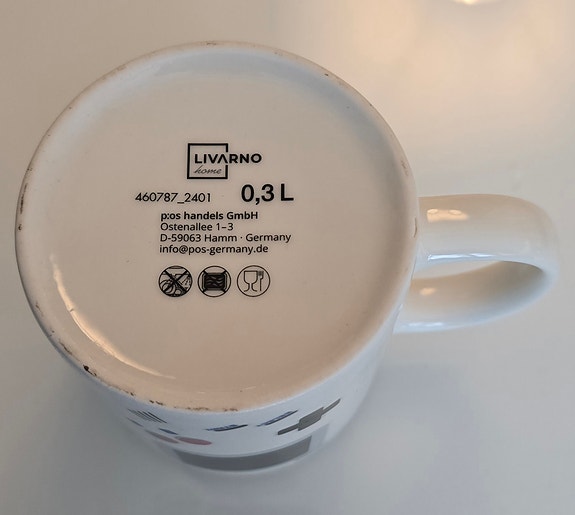 LIVARNO
home
460787_2401 0,3 L
p:os handels GmbH
Ostenallee 1–3
D-59063 Hamm · Germany
info@pos-germany.de